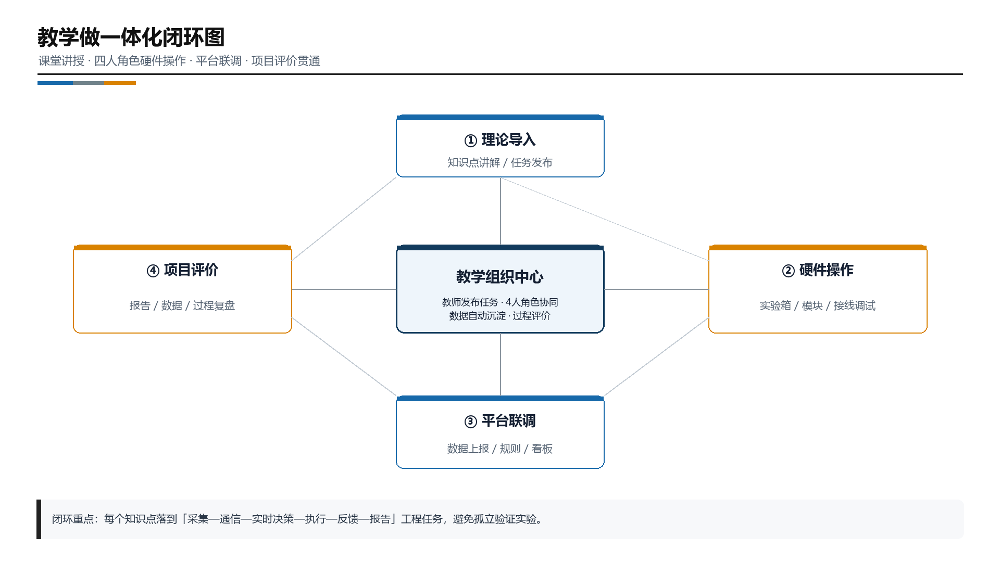 教学做一体化闭环图
课堂讲授 · 四人角色硬件操作 · 平台联调 · 项目评价贯通
① 理论导入
知识点讲解 / 任务发布
④ 项目评价
报告 / 数据 / 过程复盘
教学组织中心
教师发布任务 · 4人角色协同
数据自动沉淀 · 过程评价
② 硬件操作
实验箱 / 模块 / 接线调试
③ 平台联调
数据上报 / 规则 / 看板
闭环重点：每个知识点落到「采集—通信—实时决策—执行—反馈—报告」工程任务，避免孤立验证实验。